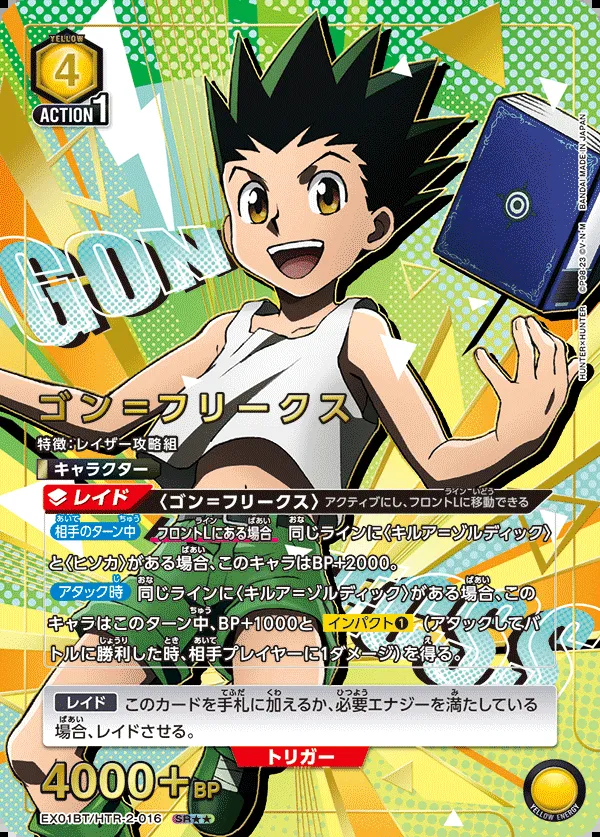 YELLOW
4
ACTION 1
GON
HUNTER×HUNTER ©P98-23 ©V・N・M BANDAI MADE IN JAPAN
ゴン=フリークス
特徴:レイザー攻略組
キャラクター
レイド 〈ゴン=フリークス〉 アクティブにし、フロントLに移動できる
相手のターン中 フロントLにある場合 同じラインに〈キルア=ゾルディック〉
と〈ヒソカ〉がある場合、このキャラはBP+2000。
アタック時 同じラインに〈キルア=ゾルディック〉がある場合、この
キャラはこのターン中、BP+1000と インパクト❶ (アタックしてバ
トルに勝利した時、相手プレイヤーに1ダメージ)を得る。
レイド このカードを手札に加えるか、必要エナジーを満たしている
場合、レイドさせる。
トリガー
4000+BP
YELLOW ENERGY
EX01BT/HTR-2-016 SR★★